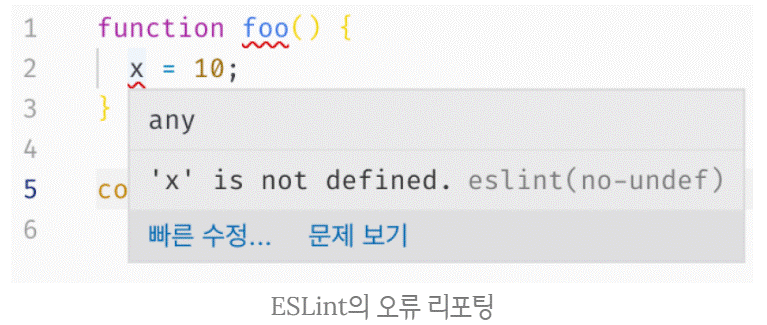 1 function foo() {
2 x = 10;
3 }
4
5 co
6
any
'x' is not defined. eslint(no-undef)
빠른 수정... 문제 보기
ESLint의 오류 리포팅